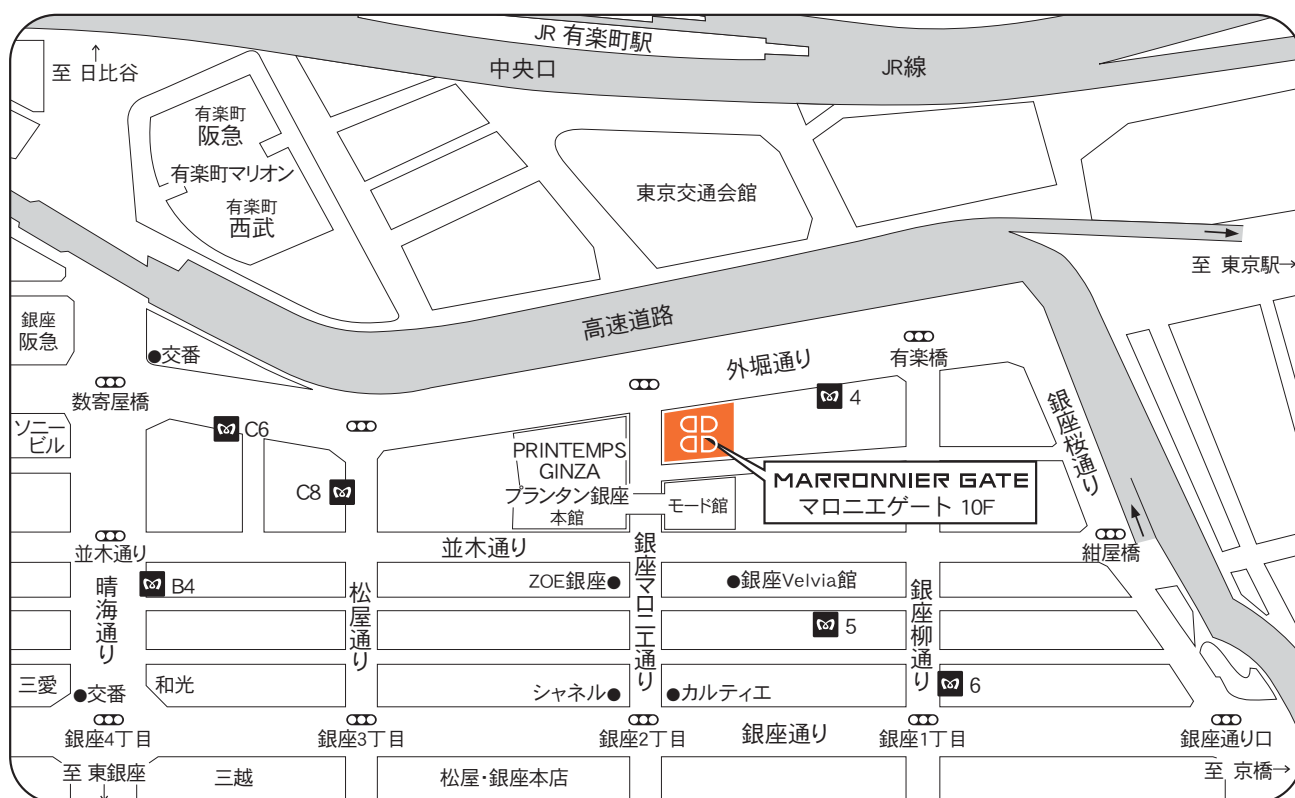 JR 有楽町駅
↑
至 日比谷
中央口
JR線
有楽町
阪急
有楽町マリオン
有楽町
西武
東京交通会館
至 東京駅→
銀座
阪急
●交番
高速道路
外堀通り
有楽橋
数寄屋橋
ソニー
ビル
C6
4
銀座桜通り
C8
PRINTEMPS
GINZA
プランタン銀座
本館
モード館
MARRONNIER GATE
マロニエゲート 10F
並木通り
並木通り
紺屋橋
晴海通り
B4
松屋通り
ZOE銀座●
銀座マロニエ通り
●銀座Velvia館
銀座柳通り
5
三愛
●交番
和光
シャネル●
●カルティエ
6
銀座4丁目
銀座3丁目
銀座2丁目
銀座通り
銀座1丁目
銀座通り口
至 東銀座
↓
三越
松屋・銀座本店
至 京橋→